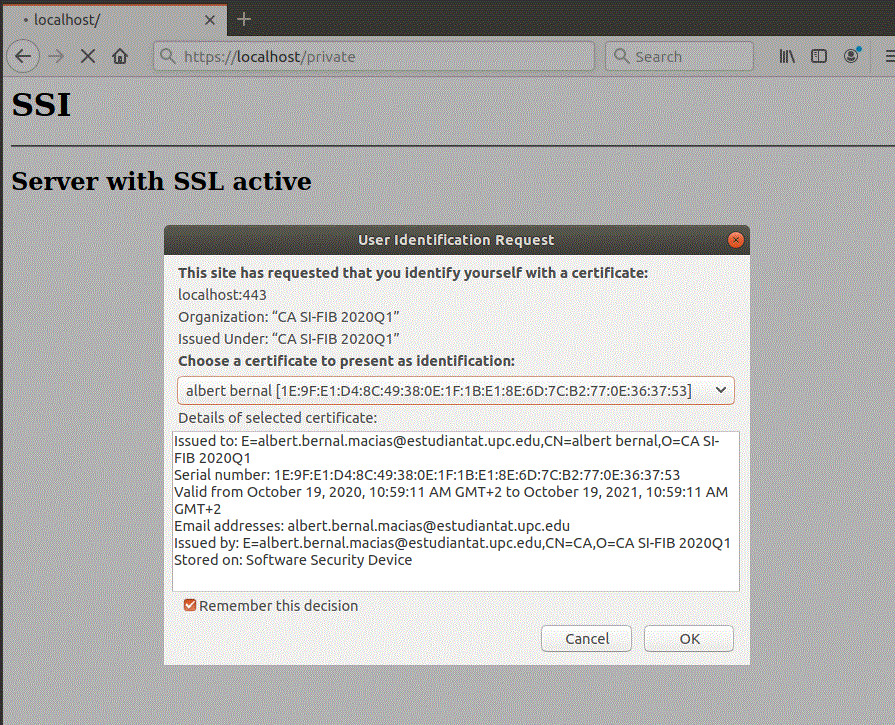 localhost/
https://localhost/private
Search
SSI
Server with SSL active
User Identification Request
This site has requested that you identify yourself with a certificate:
localhost:443
Organization: “CA SI-FIB 2020Q1”
Issued Under: “CA SI-FIB 2020Q1”
Choose a certificate to present as identification:
albert bernal [1E:9F:E1:D4:8C:49:38:0E:1F:1B:E1:8E:6D:7C:B2:77:0E:36:37:53]
Details of selected certificate:
Issued to: E=albert.bernal.macias@estudiantat.upc.edu,CN=albert bernal,O=CA SI-
FIB 2020Q1
Serial number: 1E:9F:E1:D4:8C:49:38:0E:1F:1B:E1:8E:6D:7C:B2:77:0E:36:37:53
Valid from October 19, 2020, 10:59:11 AM GMT+2 to October 19, 2021, 10:59:11 AM
GMT+2
Email addresses: albert.bernal.macias@estudiantat.upc.edu
Issued by: E=albert.bernal.macias@estudiantat.upc.edu,CN=CA,O=CA SI-FIB 2020Q1
Stored on: Software Security Device
Remember this decision
Cancel
OK